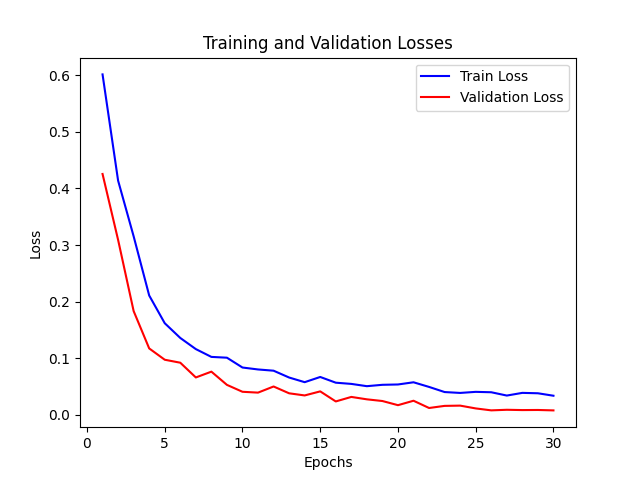 Training and Validation Losses
Train Loss
Validation Loss
Loss
0.6
0.5
0.4
0.3
0.2
0.1
0.0
0 5 10 15 20 25 30
Epochs